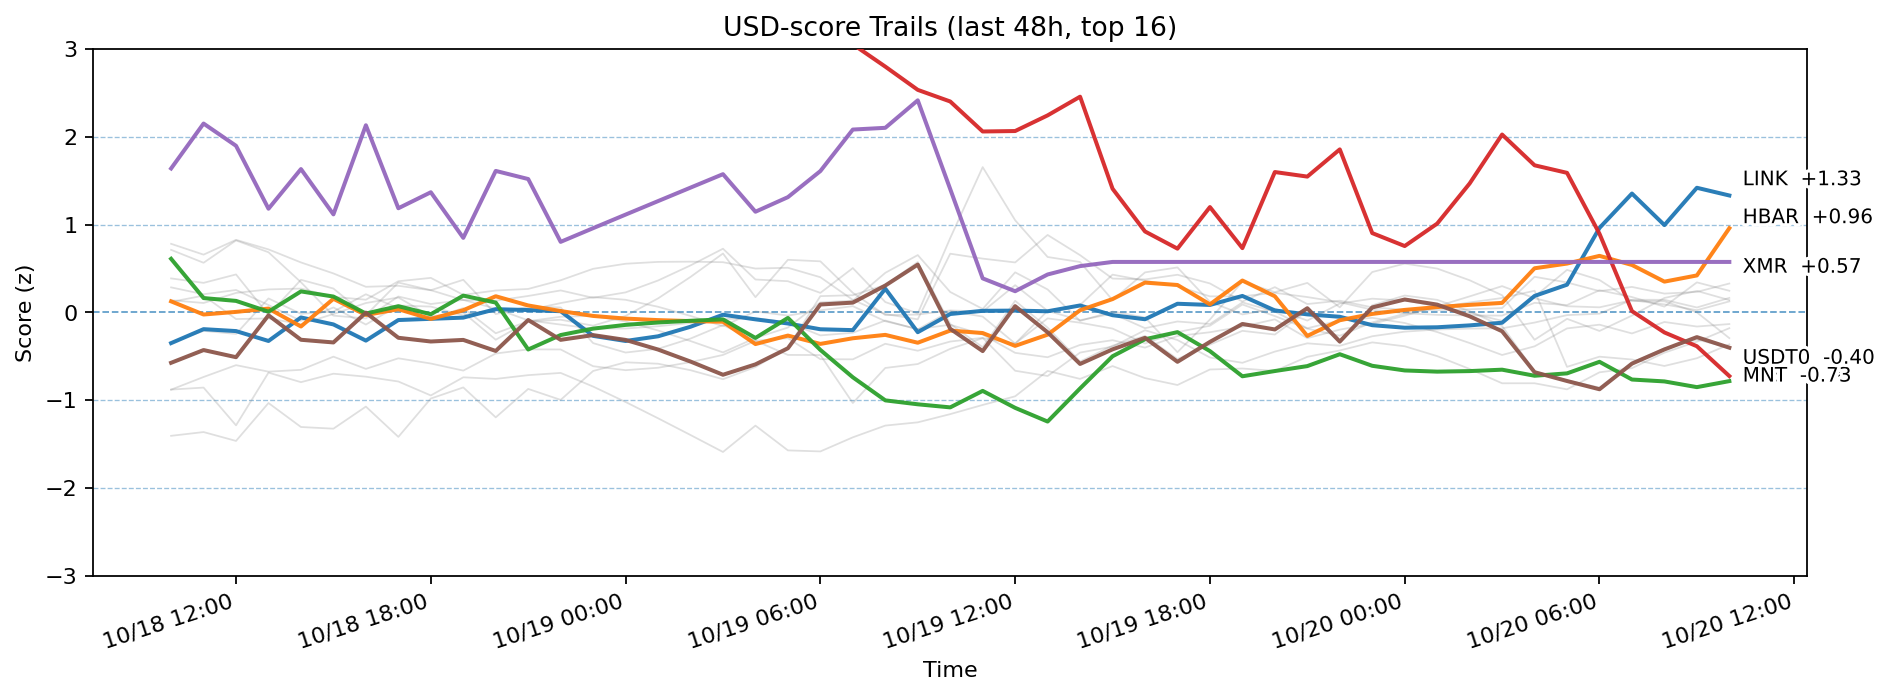 USD-score Trails (last 48h, top 16)
Score (z)
3
2
1
0
−1
−2
−3
LINK +1.33
HBAR +0.96
XMR +0.57
USDT0 -0.40
MNT -0.73
10/18 12:00
10/18 18:00
10/19 00:00
10/19 06:00
10/19 12:00
10/19 18:00
10/20 00:00
10/20 06:00
10/20 12:00
Time